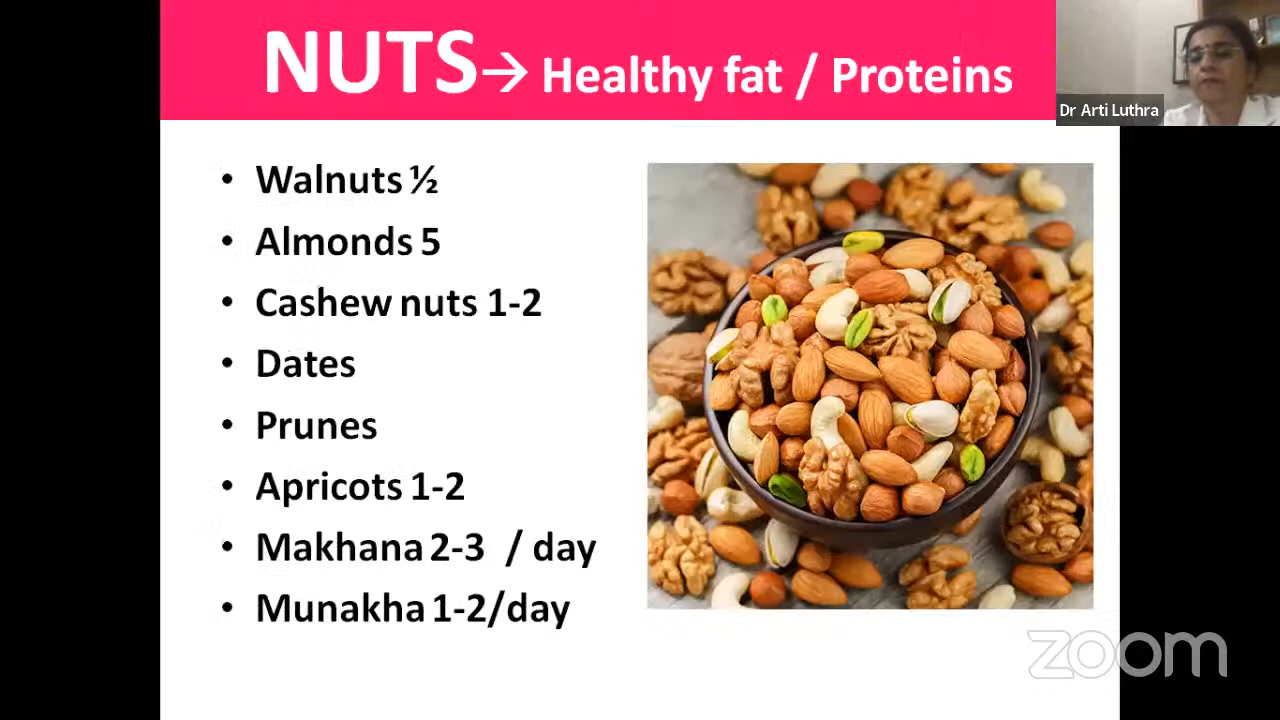 NUTS→ Healthy fat / Proteins
Dr Arti Luthra
• Walnuts ½
• Almonds 5
• Cashew nuts 1-2
• Dates
• Prunes
• Apricots 1-2
• Makhana 2-3 / day
• Munakha 1-2/day
zoom